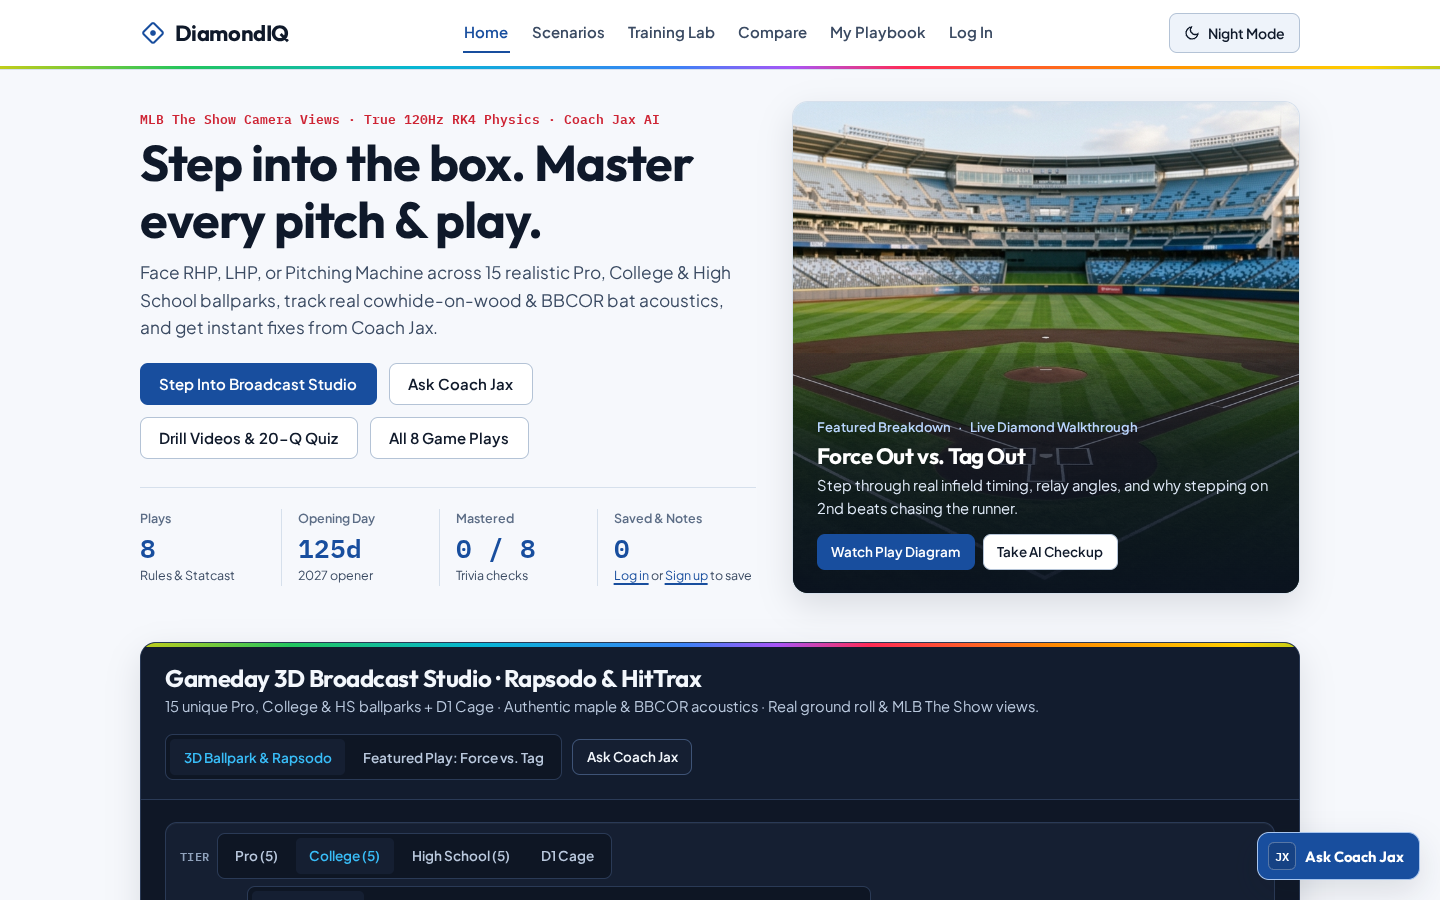 DiamondIQ
Home Scenarios Training Lab Compare My Playbook Log In
Night Mode
MLB The Show Camera Views · True 120Hz RK4 Physics · Coach Jax AI
Step into the box. Master
every pitch & play.
Face RHP, LHP, or Pitching Machine across 15 realistic Pro, College & High
School ballparks, track real cowhide-on-wood & BBCOR bat acoustics,
and get instant fixes from Coach Jax.
Step Into Broadcast Studio Ask Coach Jax
Drill Videos & 20-Q Quiz All 8 Game Plays
Plays Opening Day Mastered Saved & Notes
8 125d 0 / 8 0
Rules & Statcast 2027 opener Trivia checks Log in or Sign up to save
Featured Breakdown · Live Diamond Walkthrough
Force Out vs. Tag Out
Step through real infield timing, relay angles, and why stepping on
2nd beats chasing the runner.
Watch Play Diagram Take AI Checkup
Gameday 3D Broadcast Studio · Rapsodo & HitTrax
15 unique Pro, College & HS ballparks + D1 Cage · Authentic maple & BBCOR acoustics · Real ground roll & MLB The Show views.
3D Ballpark & Rapsodo Featured Play: Force vs. Tag Ask Coach Jax
TIER Pro (5) College (5) High School (5) D1 Cage
JX Ask Coach Jax